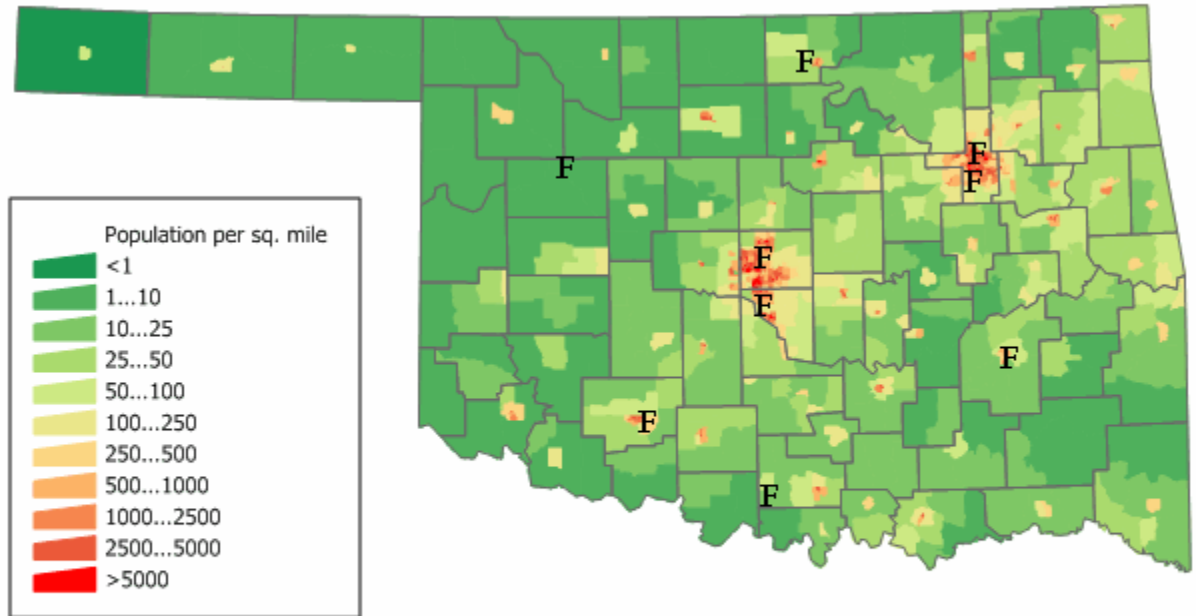 F
F
F
F
Population per sq. mile
<1
1...10
10...25
25...50
50...100
100...250
250...500
500...1000
1000...2500
2500...5000
>5000
F
F
F
F
F